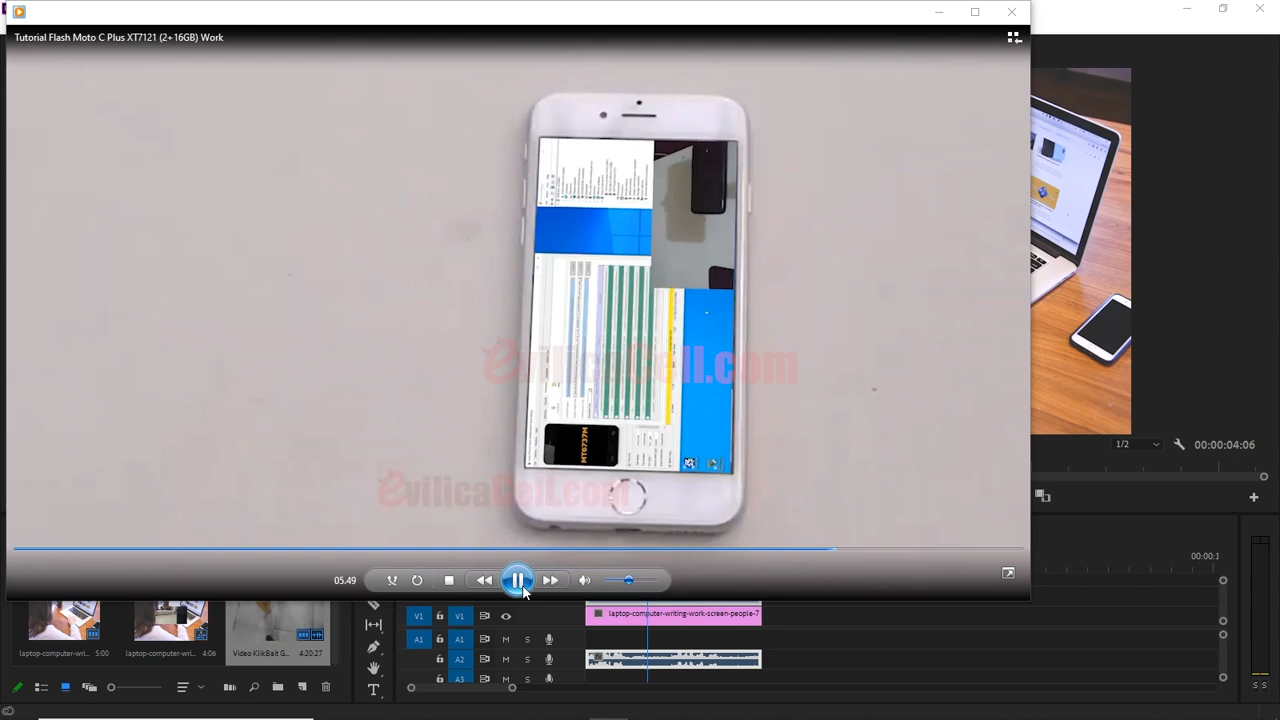 Tutorial Flash Moto C Plus XT7121 (2+16GB) Work
MT6737M
evilicaCell.com
evilicaCell.com
05.49
1/2
00:00:04:06
00:00:1
V1 V1
laptop-computer-writing-work-screen-people-7
A1 A1 M S
A2 M S
A3 M S
laptop-computer-wri... 5:00
laptop-computer-wri... 4:06
Video KlikBait G... 4:20:27
S S